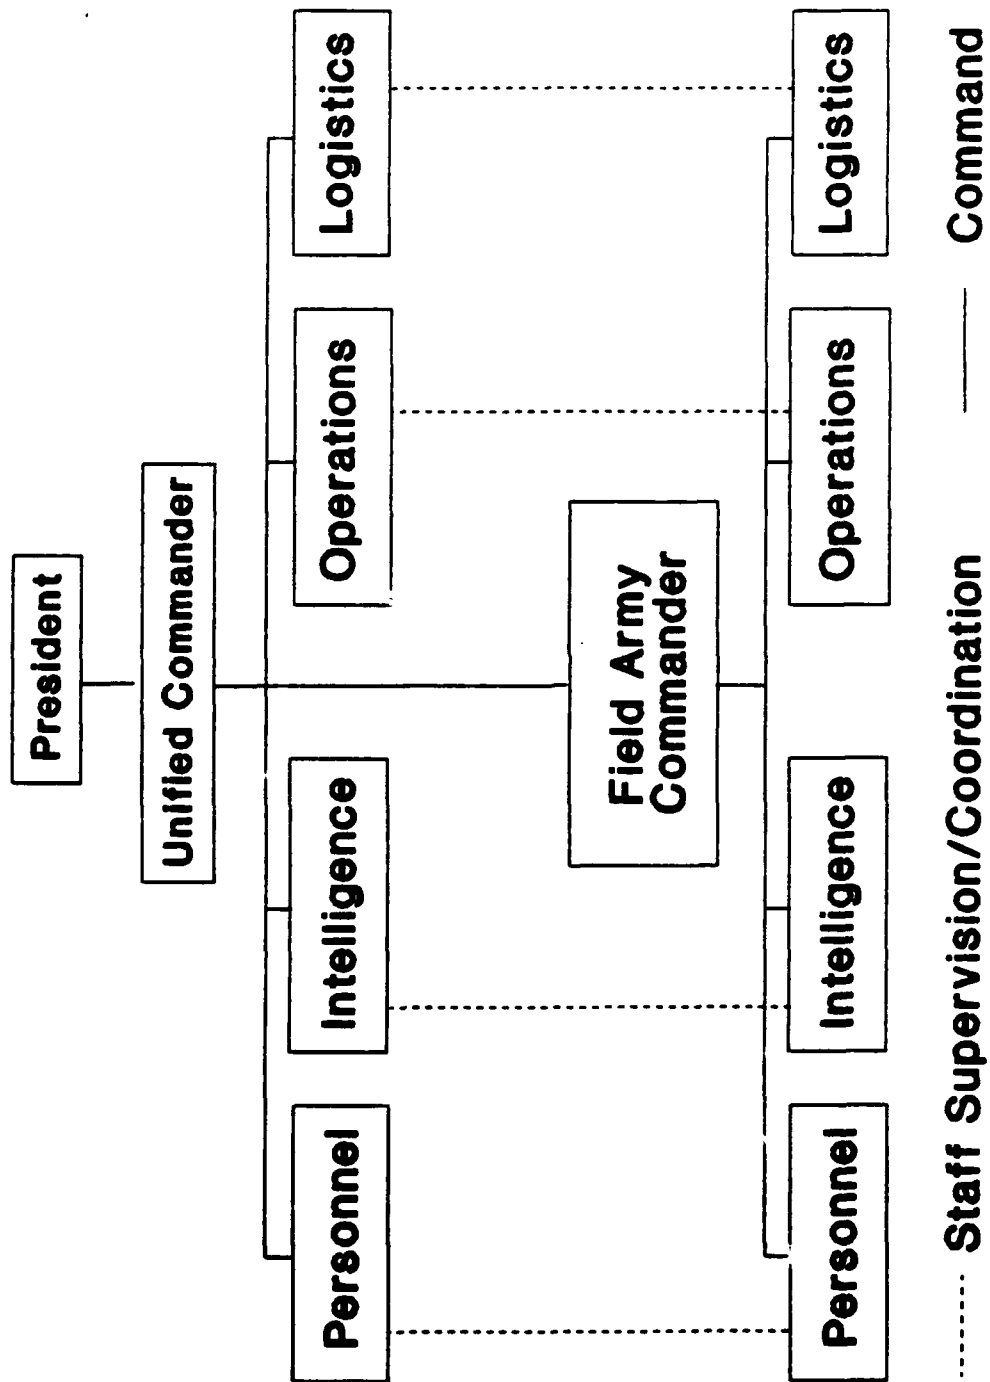 President
Unified Commander
Personnel
Intelligence
Operations
Logistics
Field Army
Commander
Personnel
Intelligence
Operations
Logistics
Staff Supervision/Coordination
Command